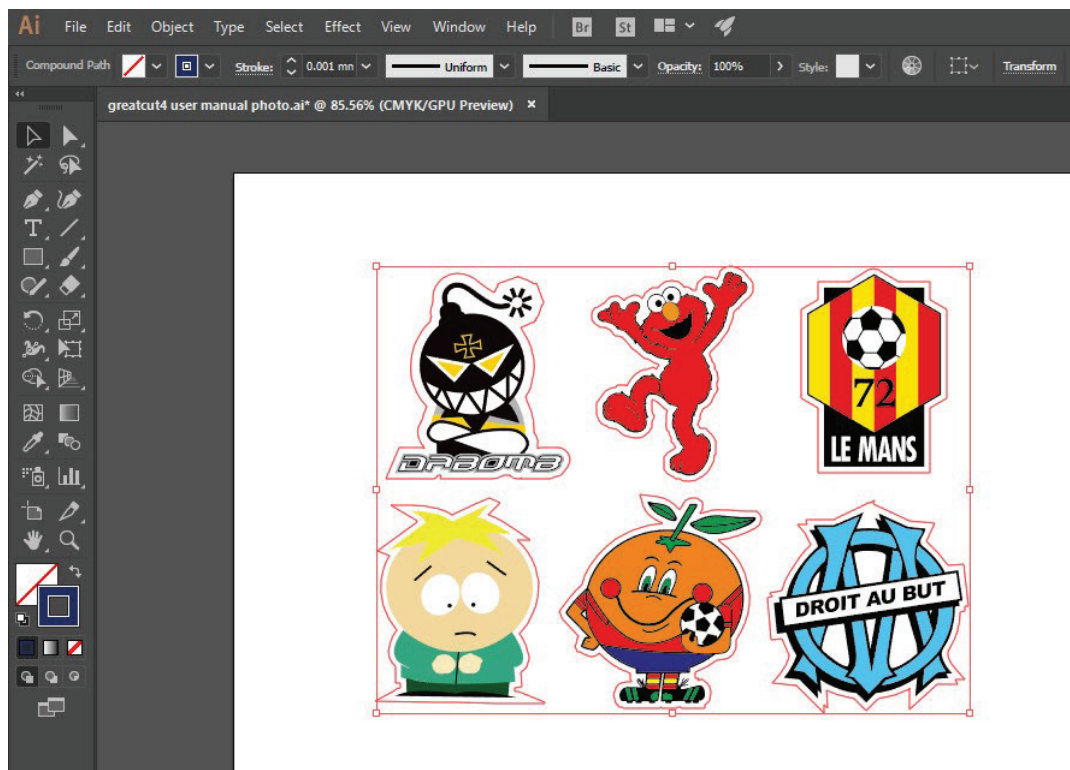 Ai File Edit Object Type Select Effect View Window Help Br St
Compound Path Stroke: 0.001 mn Uniform Basic Opacity: 100% Style: Transform
greatcut4 user manual photo.ai* @ 85.56% (CMYK/GPU Preview) ×
72
LE MANS
DABOMB
DROIT AU BUT